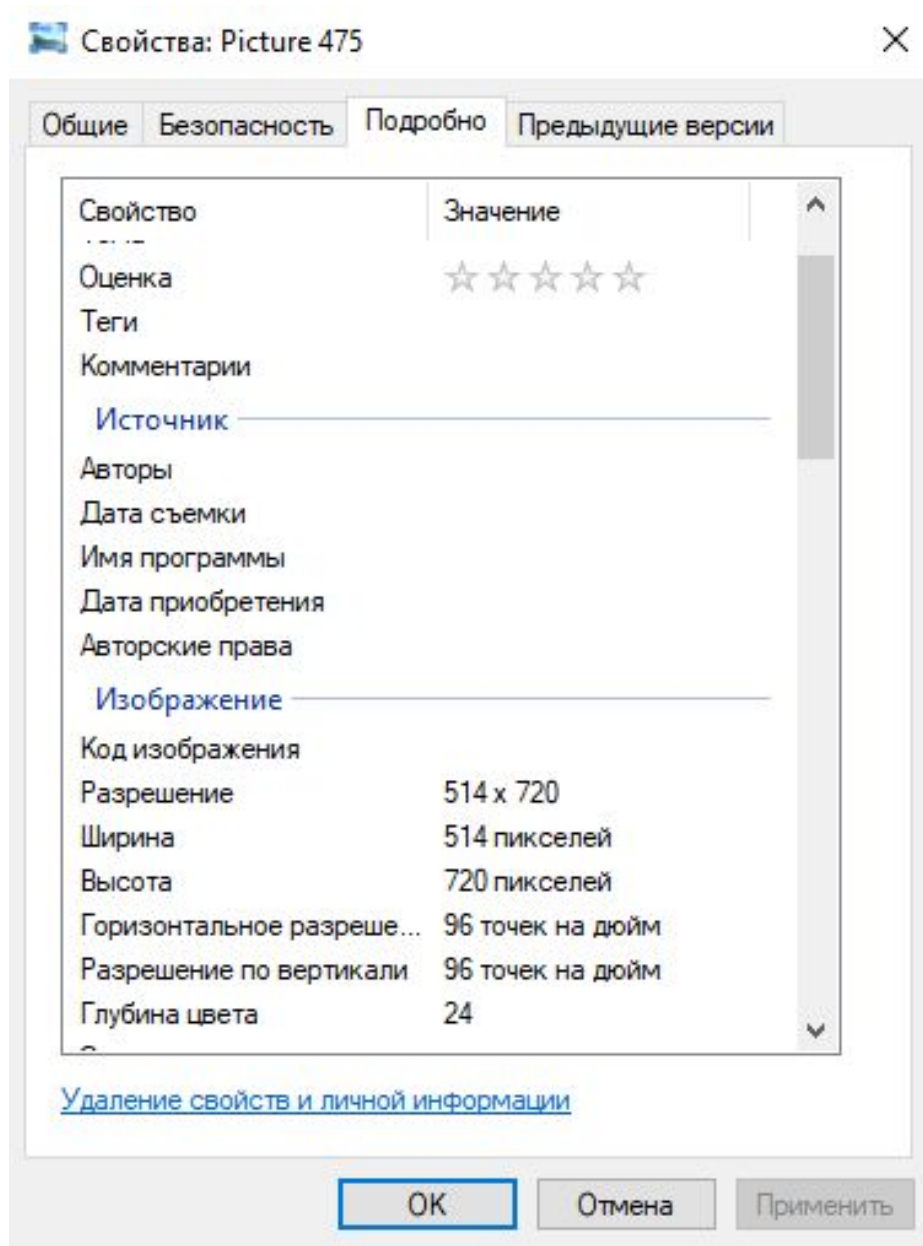 Свойства: Picture 475
Общие Безопасность Подробно Предыдущие версии
Свойство Значение
Оценка
Теги
Комментарии
Источник
Авторы
Дата съемки
Имя программы
Дата приобретения
Авторские права
Изображение
Код изображения
Разрешение 514 x 720
Ширина 514 пикселей
Высота 720 пикселей
Горизонтальное разреше... 96 точек на дюйм
Разрешение по вертикали 96 точек на дюйм
Глубина цвета 24
Удаление свойств и личной информации
ОК Отмена Применить